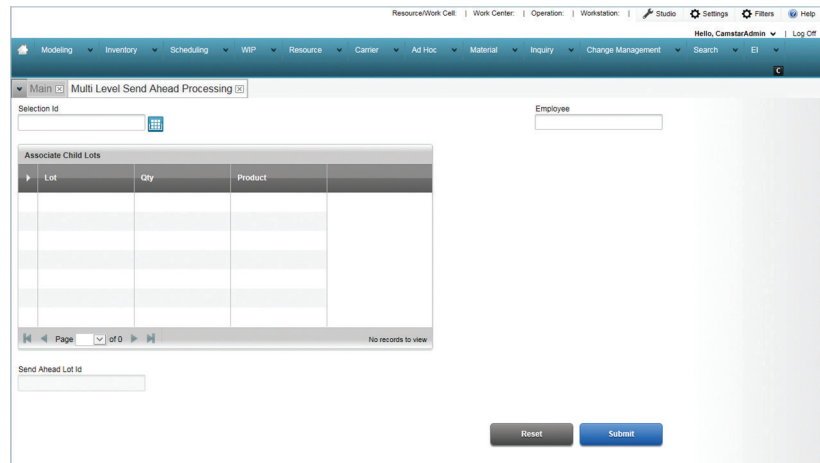 Resource/Work Cell: | Work Center: | Operation: | Workstation: | Studio Settings Filters Help
Hello, CamstarAdmin | Log Off
Modeling Inventory Scheduling WIP Resource Carrier Ad Hoc Material Inquiry Change Management Search EI
C
Main Multi Level Send Ahead Processing
Selection Id Employee
Associate Child Lots
Lot Qty Product
Page of 0 No records to view
Send Ahead Lot Id
Reset Submit